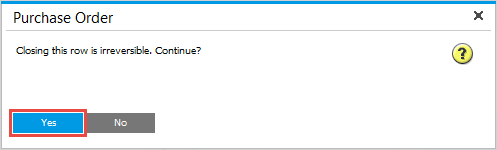 Purchase Order
Closing this row is irreversible. Continue?
Yes No